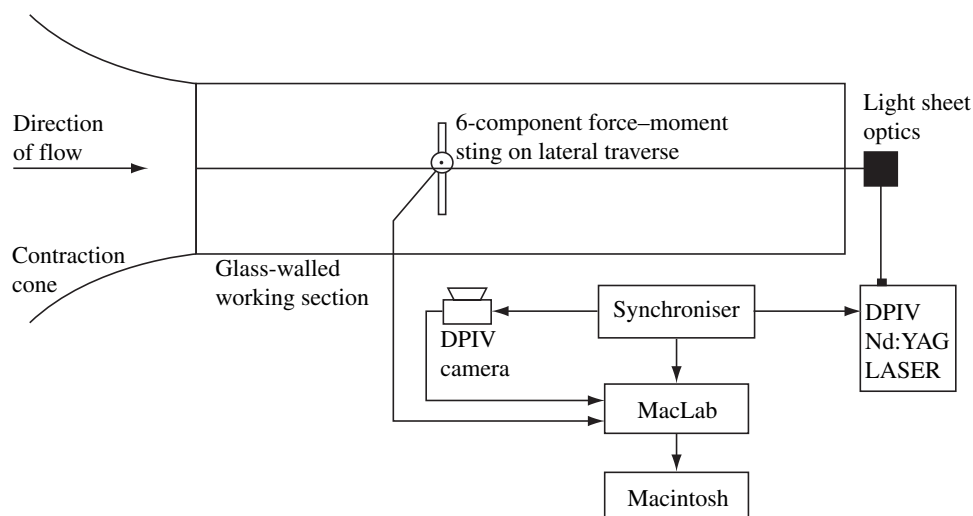 Direction
of flow
6-component force–moment
sting on lateral traverse
Light sheet
optics
Contraction
cone
Glass-walled
working section
DPIV
camera
Synchroniser
DPIV
Nd:YAG
LASER
MacLab
Macintosh